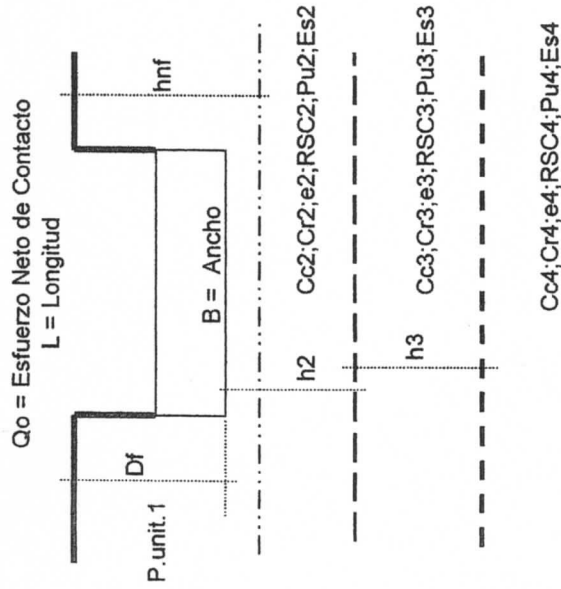 Qo = Esfuerzo Neto de Contacto
L = Longitud
Df
hnf
P.unit.1
B = Ancho
h2
Cc2;Cr2;e2;RSC2;Pu2;Es2
h3
Cc3;Cr3;e3;RSC3;Pu3;Es3
Cc4;Cr4;e4;RSC4;Pu4;Es4